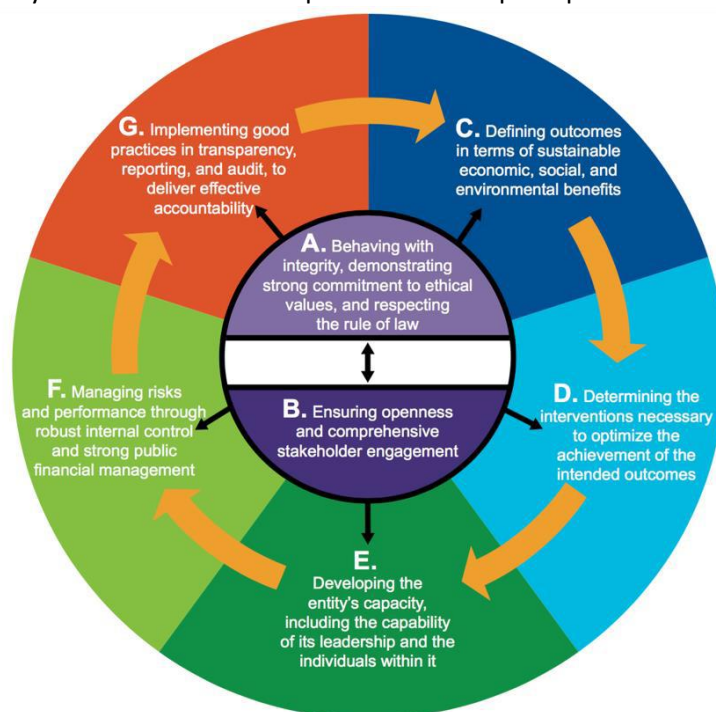 G. Implementing good
practices in transparency,
reporting, and audit, to
deliver effective
accountability
C. Defining outcomes
in terms of sustainable
economic, social, and
environmental benefits
A. Behaving with
integrity, demonstrating
strong commitment to ethical
values, and respecting
the rule of law
B. Ensuring openness
and comprehensive
stakeholder engagement
D. Determining the
interventions necessary
to optimize the
achievement of the
intended outcomes
E.
Developing the
entity's capacity,
including the capability
of its leadership and the
individuals within it
F. Managing risks
and performance through
robust internal control
and strong public
financial management